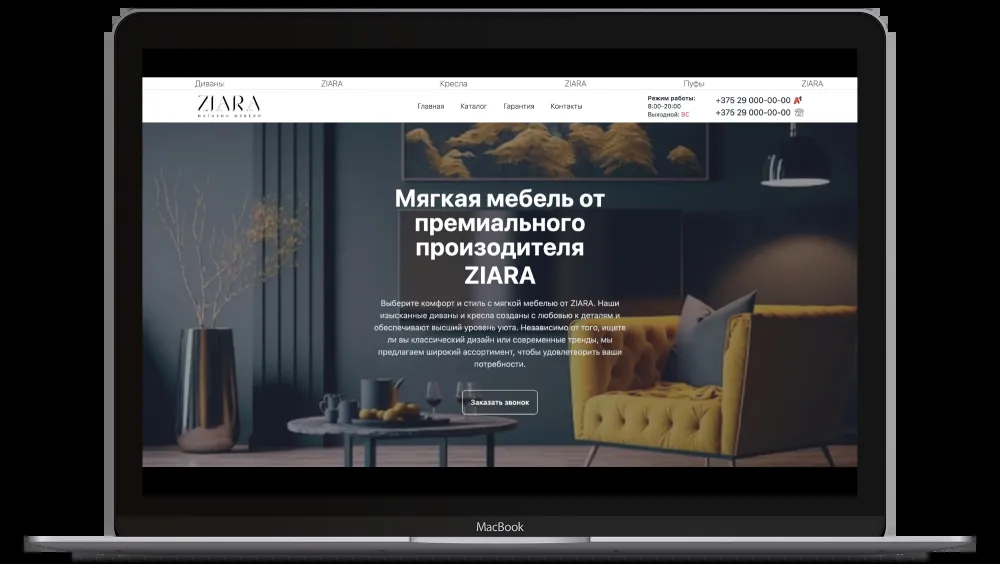 Диваны ZIARA Кресла ZIARA Пуфы ZIARA
ZIARA
МАГАЗИН МЕБЕЛИ
Главная Каталог Гарантия Контакты
Режим работы:
8:00-20:00
Выходной: ВС
+375 29 000-00-00 A1
+375 29 000-00-00
Мягкая мебель от
премиального
произодителя
ZIARA
Выберите комфорт и стиль с мягкой мебелью от ZIARA. Наши
изысканные диваны и кресла созданы с любовью к деталям и
обеспечивают высший уровень уюта. Независимо от того, ищете
ли вы классический дизайн или современные тренды, мы
предлагаем широкий ассортимент, чтобы удовлетворить ваши
потребности.
Заказать звонок
MacBook